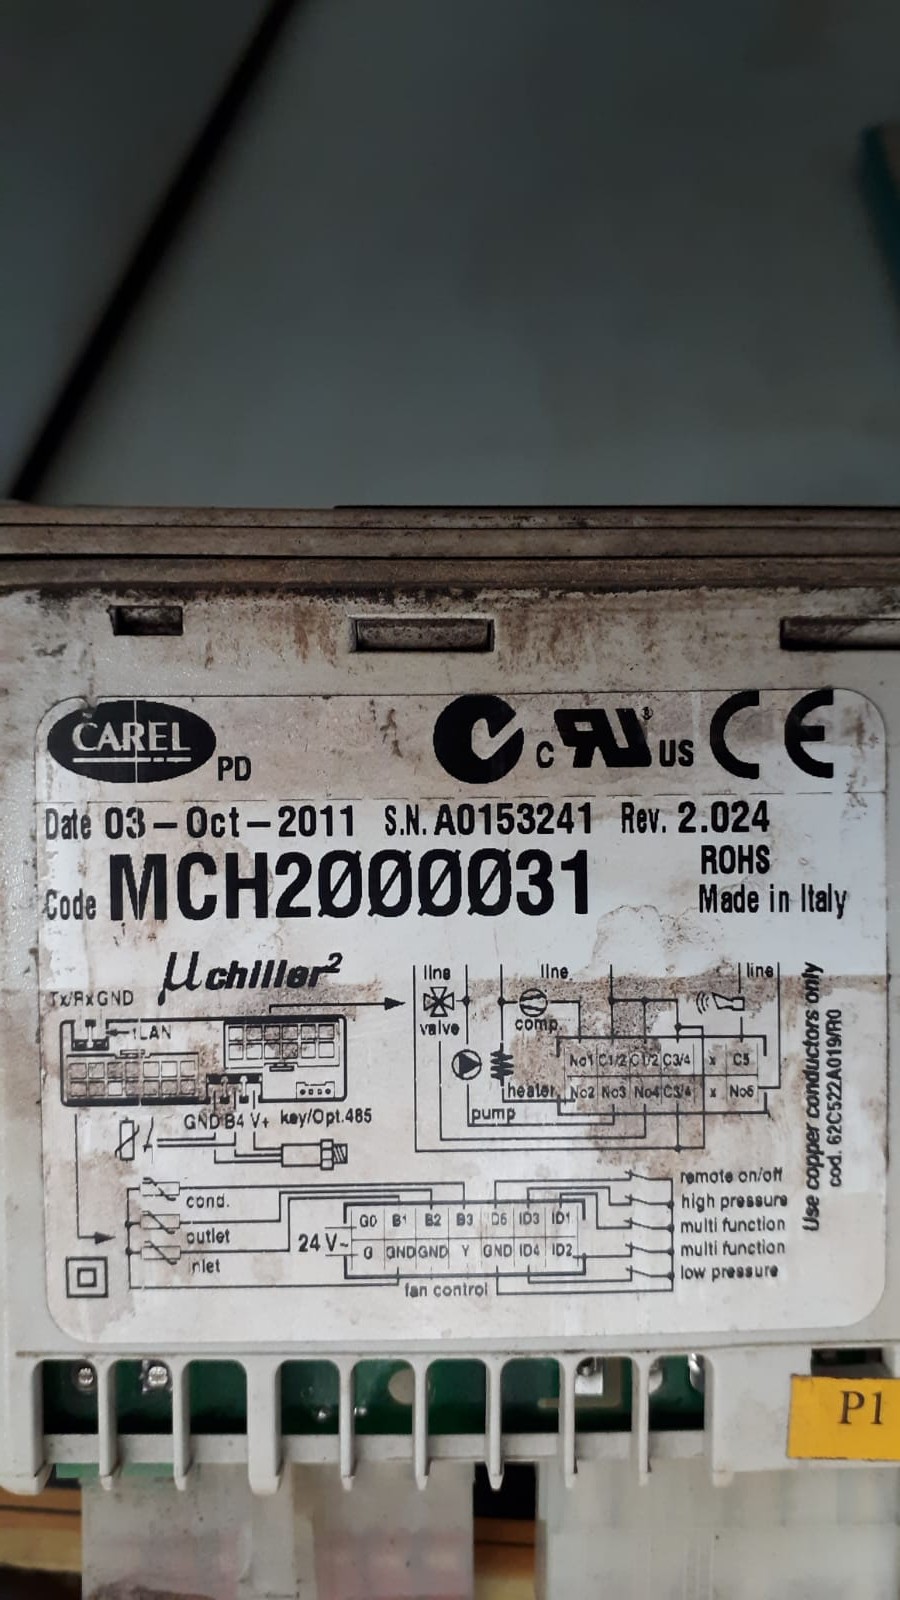 CAREL PD
C UR US CE
Date 03-Oct-2011 S.N. A0153241 Rev. 2.024
Code MCH2000031
ROHS
Made in Italy
µchiller²
Tx/RxGND
tLAN
GND B4 V+ key/Opt.485
line line line
valve
comp.
heater
pump
No1 C1/2 C1/2 C3/4 x C5
No2 No3 No4 C3/4 x No5
Use copper conductors only
cod. 62C522A019/R0
cond.
outlet
inlet
24 V~
G0 B1 B2 B3 D5 ID3 ID1
G GND GND Y GND ID4 ID2
fan control
remote on/off
high pressure
multi function
multi function
low pressure
P1